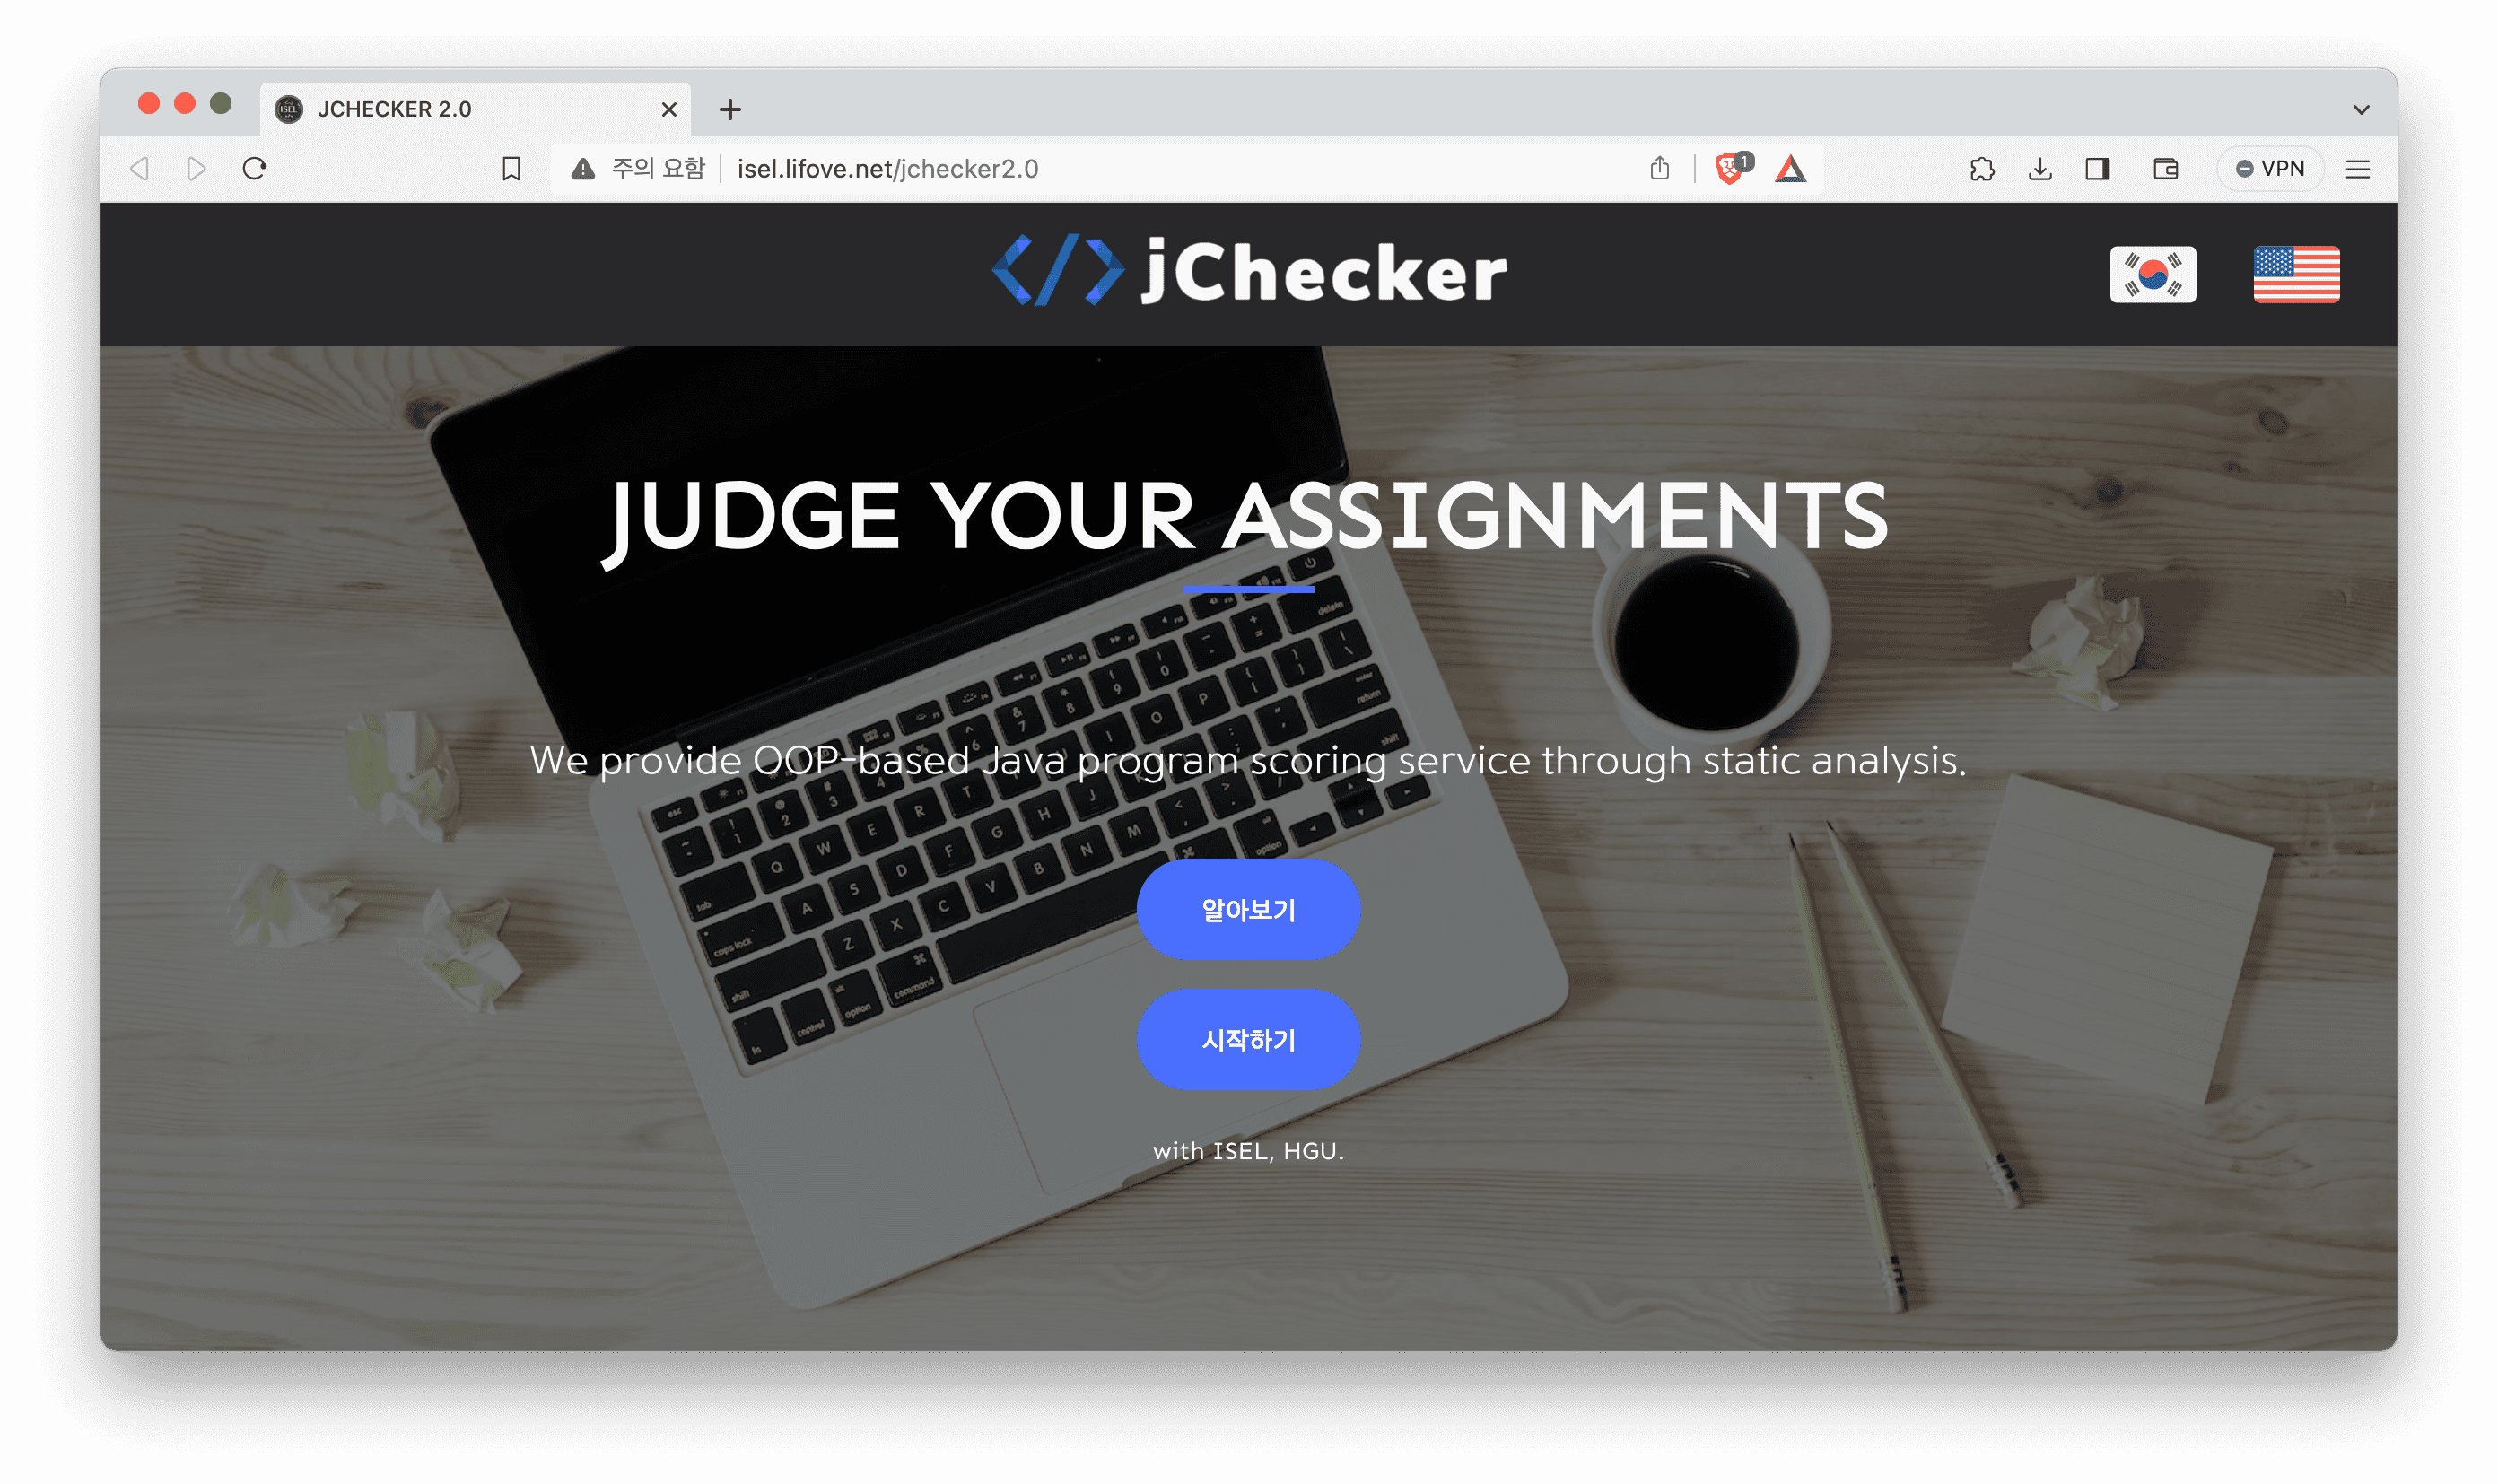 JCHECKER 2.0
주의 요함 isel.lifove.net/jchecker2.0
1
VPN
</> jChecker
JUDGE YOUR ASSIGNMENTS
We provide OOP-based Java program scoring service through static analysis.
알아보기
시작하기
with ISEL, HGU.